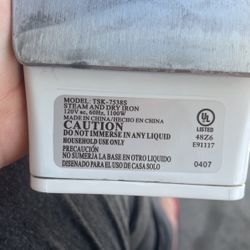 MODEL: TSK-7538S
STEAM AND DRY IRON
120V ac, 60Hz, 1100W
MADE IN CHINA/HECHO EN CHINA
CAUTION
DO NOT IMMERSE IN ANY LIQUID
HOUSEHOLD USE ONLY
PRECAUCIÓN
NO SUMERJA LA BASE EN OTRO LIQUIDO
DISENADO PARA EL USO DE CASA SOLO
UL
LISTED
48Z6
E91117
0407